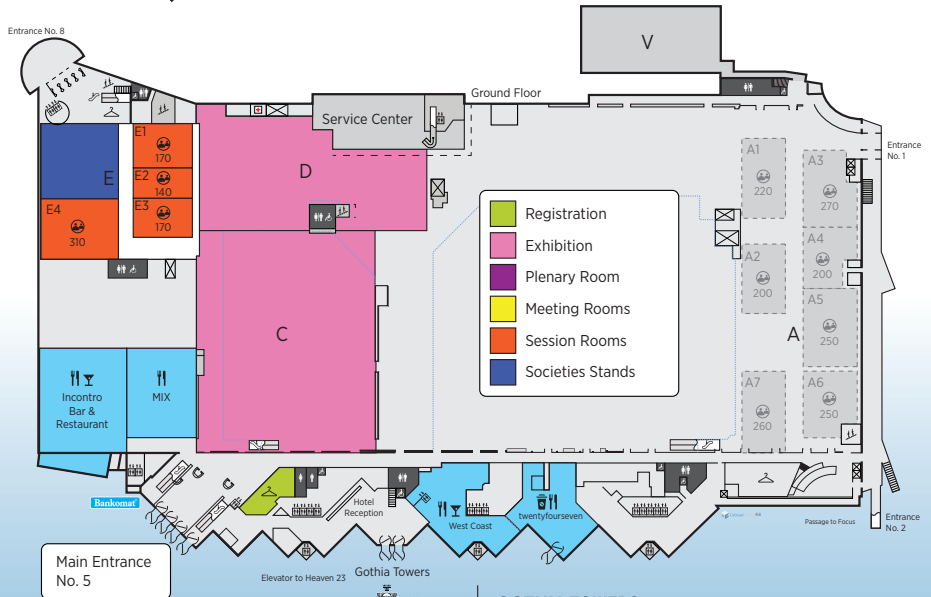 Entrance No. 8
V
Ground Floor
Service Center
Entrance
No. 1
E1
170
E2
140
E3
170
E
E4
310
D
C
A1
220
A2
200
A3
270
A4
200
A5
250
A
A6
250
A7
260
Registration
Exhibition
Plenary Room
Meeting Rooms
Session Rooms
Societies Stands
Incontro
Bar &
Restaurant
MIX
Bankomat
Hotel
Reception
West Coast
twentyfourseven
Passage to Focus
Entrance
No. 2
Main Entrance
No. 5
Elevator to Heaven 23
Gothia Towers